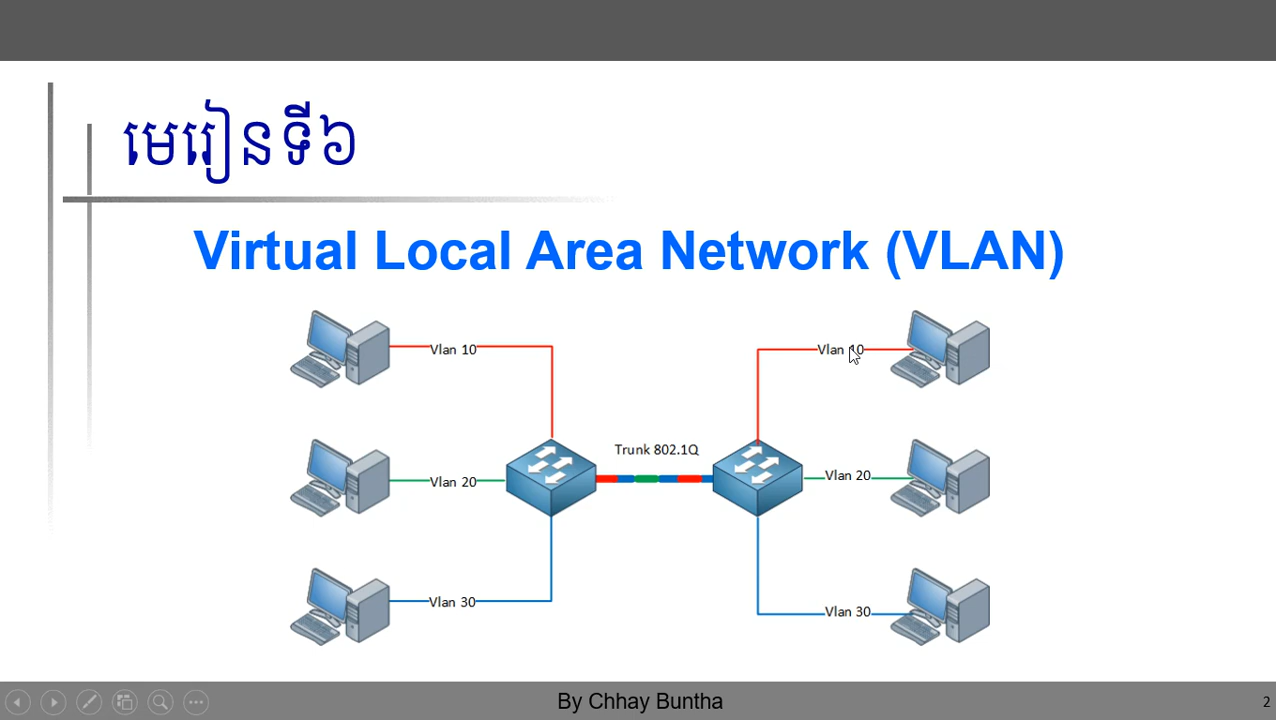 មេរៀនទី៦
Virtual Local Area Network (VLAN)
Vlan 10
Vlan 10
Trunk 802.1Q
Vlan 20
Vlan 20
Vlan 30
Vlan 30
By Chhay Buntha
2